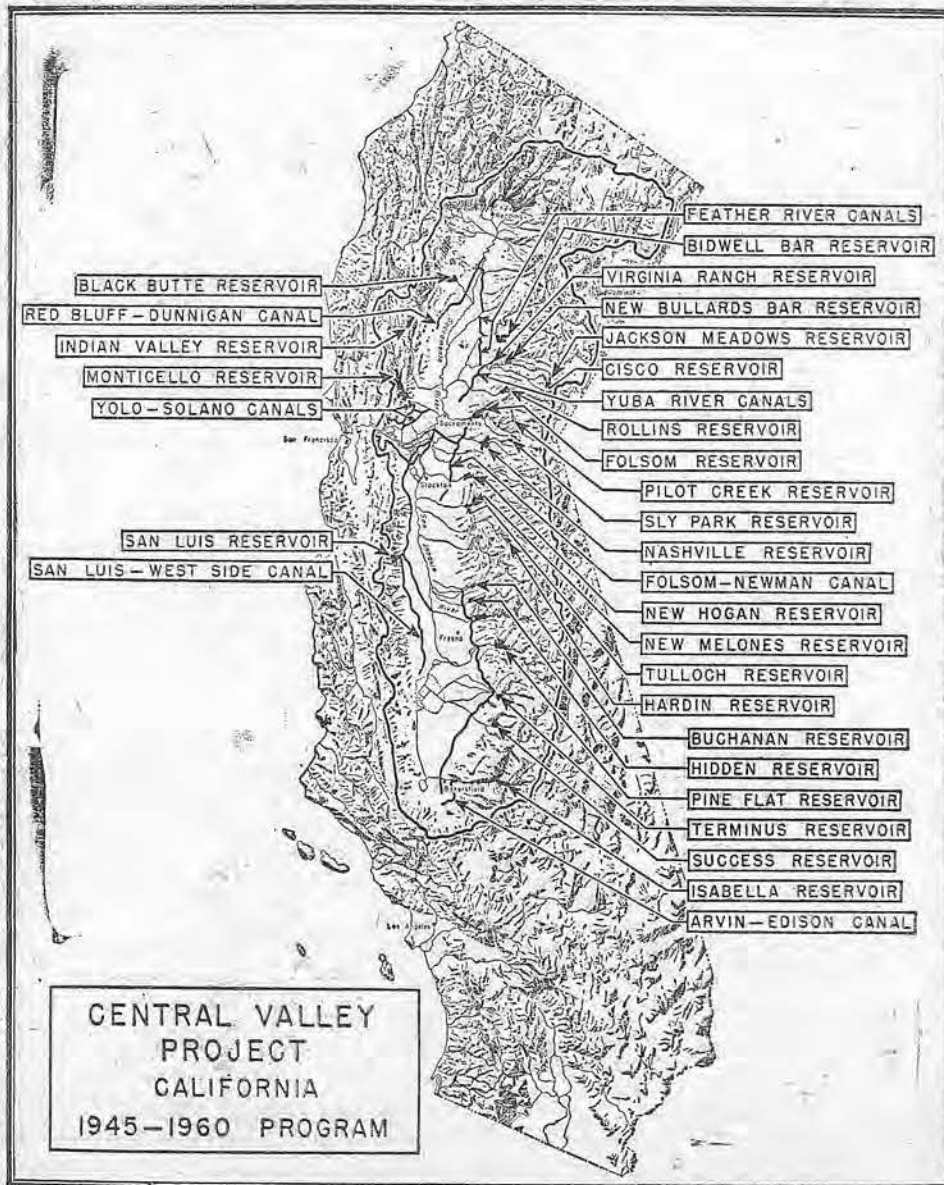 FEATHER RIVER CANALS
BIDWELL BAR RESERVOIR
VIRGINIA RANCH RESERVOIR
NEW BULLARDS BAR RESERVOIR
JACKSON MEADOWS RESERVOIR
CISCO RESERVOIR
YUBA RIVER CANALS
ROLLINS RESERVOIR
FOLSOM RESERVOIR
PILOT CREEK RESERVOIR
SLY PARK RESERVOIR
NASHVILLE RESERVOIR
FOLSOM-NEWMAN CANAL
NEW HOGAN RESERVOIR
NEW MELONES RESERVOIR
TULLOCH RESERVOIR
HARDIN RESERVOIR
BUCHANAN RESERVOIR
HIDDEN RESERVOIR
PINE FLAT RESERVOIR
TERMINUS RESERVOIR
SUCCESS RESERVOIR
ISABELLA RESERVOIR
ARVIN-EDISON CANAL
BLACK BUTTE RESERVOIR
RED BLUFF-DUNNIGAN CANAL
INDIAN VALLEY RESERVOIR
MONTICELLO RESERVOIR
YOLO-SOLANO CANALS
SAN LUIS RESERVOIR
SAN LUIS-WEST SIDE CANAL
Sacramento
San Francisco
Stockton
Fresno
Bakersfield
Los Angeles
CENTRAL VALLEY
PROJECT
CALIFORNIA
1945-1960 PROGRAM